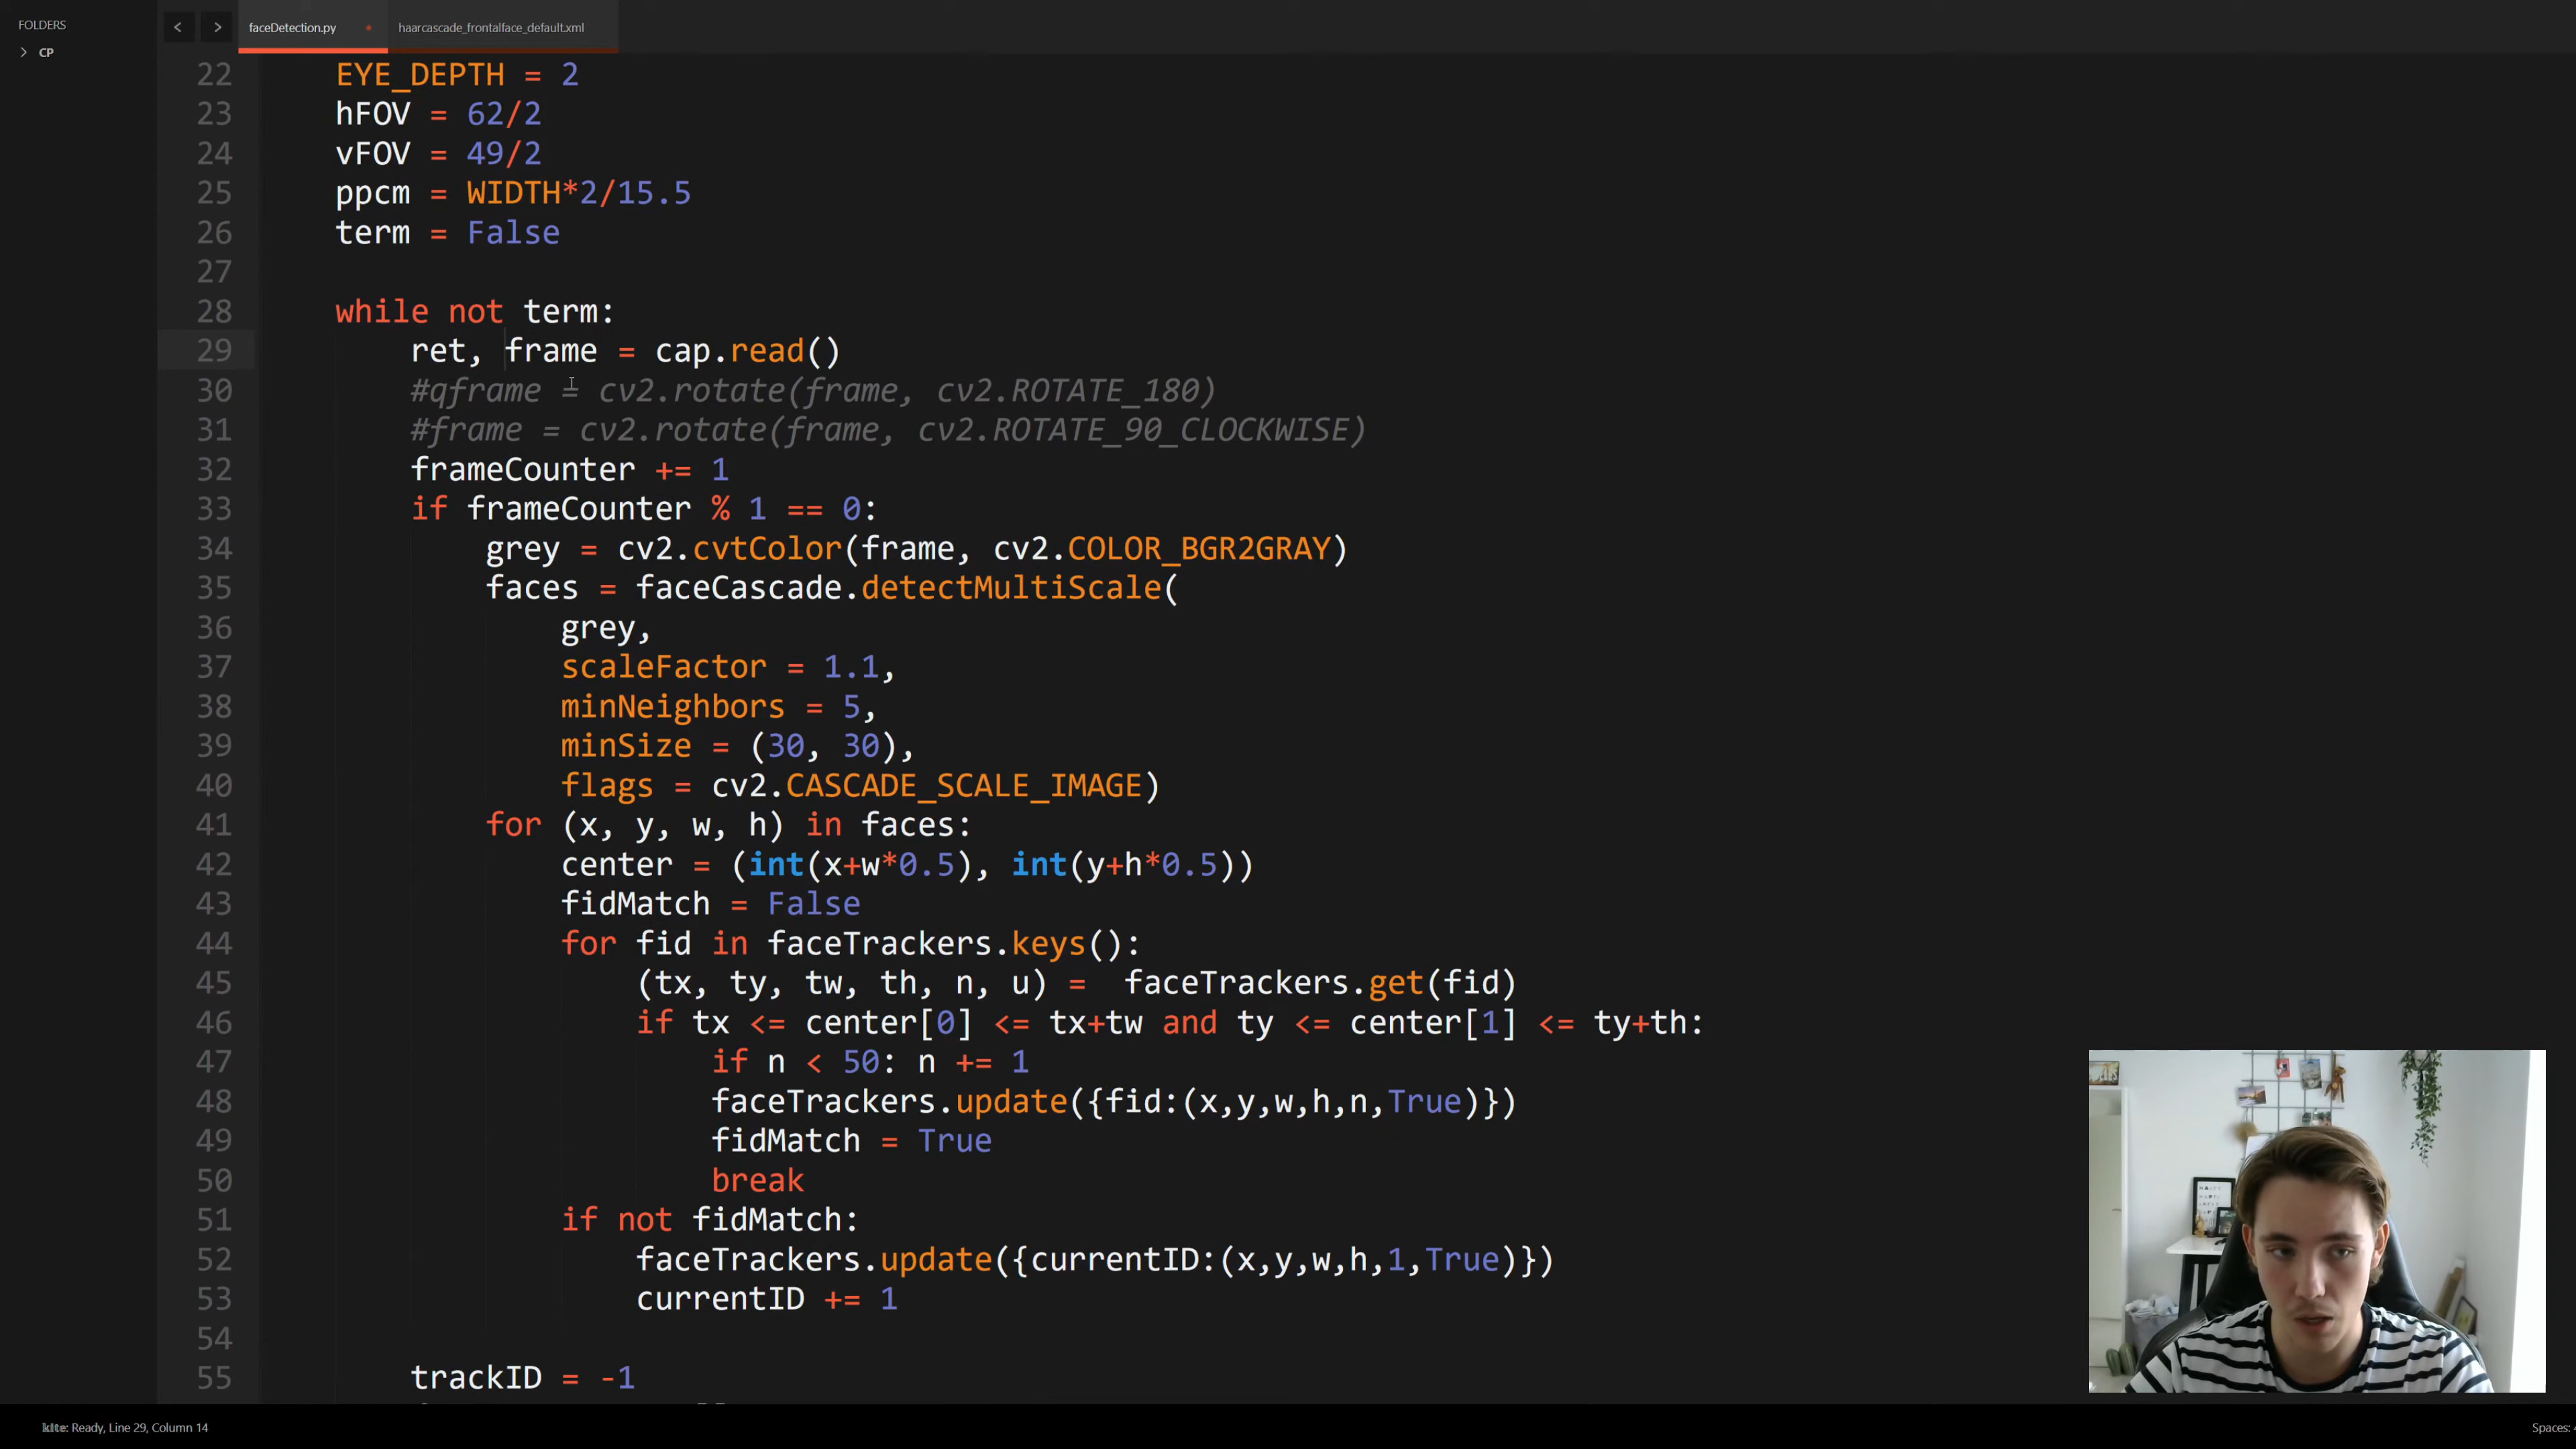 FOLDERS
CP
faceDetection.py
haarcascade_frontalface_default.xml
22 EYE_DEPTH = 2
23 hFOV = 62/2
24 vFOV = 49/2
25 ppcm = WIDTH*2/15.5
26 term = False
27
28 while not term:
29 ret, frame = cap.read()
30 #qframe = cv2.rotate(frame, cv2.ROTATE_180)
31 #frame = cv2.rotate(frame, cv2.ROTATE_90_CLOCKWISE)
32 frameCounter += 1
33 if frameCounter % 1 == 0:
34 grey = cv2.cvtColor(frame, cv2.COLOR_BGR2GRAY)
35 faces = faceCascade.detectMultiScale(
36 grey,
37 scaleFactor = 1.1,
38 minNeighbors = 5,
39 minSize = (30, 30),
40 flags = cv2.CASCADE_SCALE_IMAGE)
41 for (x, y, w, h) in faces:
42 center = (int(x+w*0.5), int(y+h*0.5))
43 fidMatch = False
44 for fid in faceTrackers.keys():
45 (tx, ty, tw, th, n, u) =  faceTrackers.get(fid)
46 if tx <= center[0] <= tx+tw and ty <= center[1] <= ty+th:
47 if n < 50: n += 1
48 faceTrackers.update({fid:(x,y,w,h,n,True)})
49 fidMatch = True
50 break
51 if not fidMatch:
52 faceTrackers.update({currentID:(x,y,w,h,1,True)})
53 currentID += 1
54
55 trackID = -1
kite: Ready, Line 29, Column 14
Spaces: